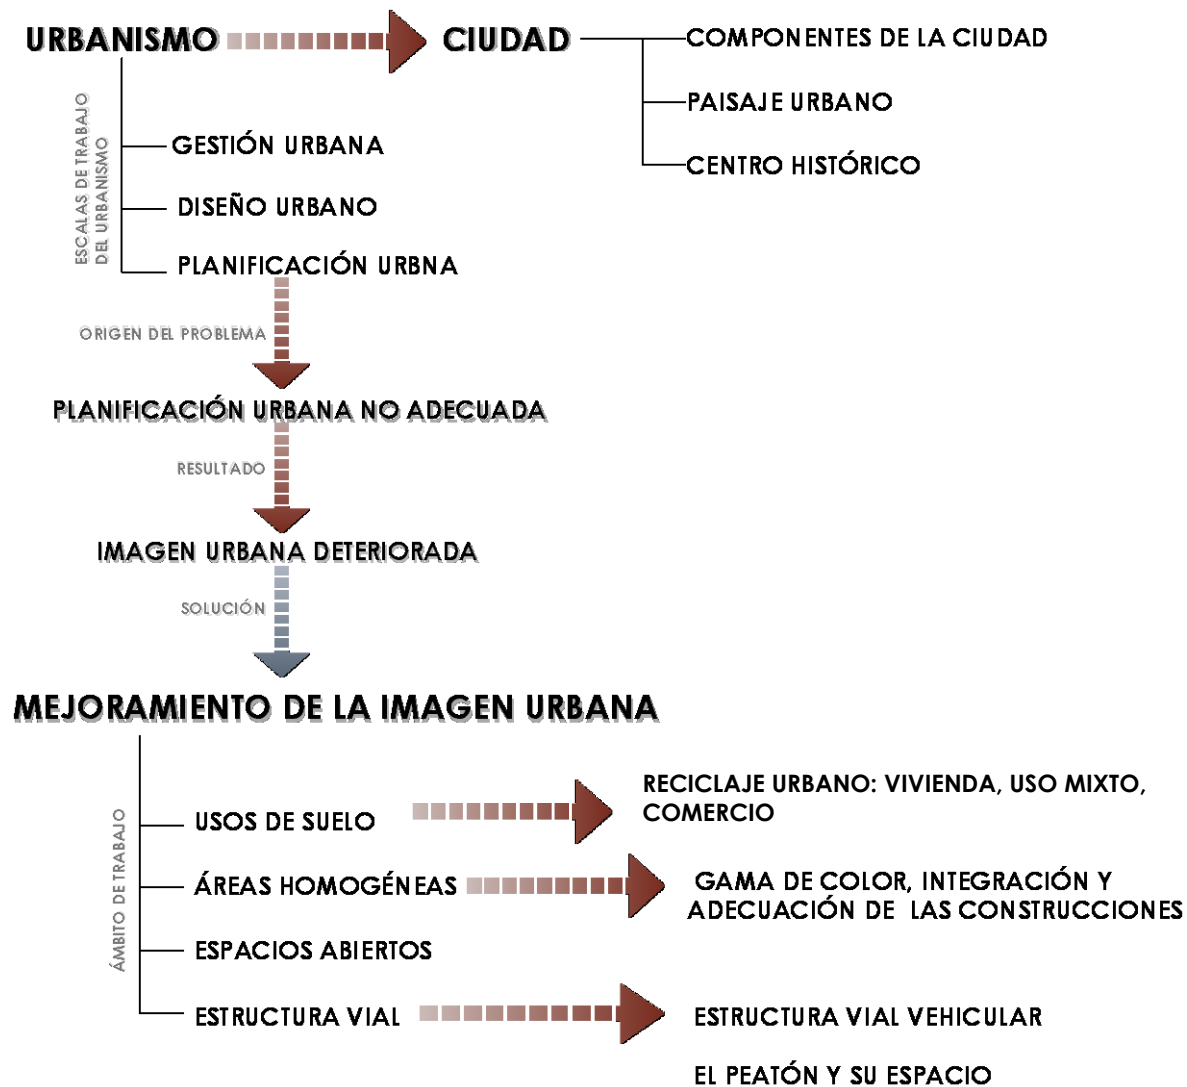 URBANISMO
CIUDAD
COMPONENTES DE LA CIUDAD
PAISAJE URBANO
CENTRO HISTÓRICO
ESCALAS DE TRABAJO
DEL URBANISMO
GESTIÓN URBANA
DISEÑO URBANO
PLANIFICACIÓN URBNA
ORIGEN DEL PROBLEMA
PLANIFICACIÓN URBANA NO ADECUADA
RESULTADO
IMAGEN URBANA DETERIORADA
SOLUCIÓN
MEJORAMIENTO DE LA IMAGEN URBANA
ÁMBITO DE TRABAJO
USOS DE SUELO
RECICLAJE URBANO: VIVIENDA, USO MIXTO,
COMERCIO
ÁREAS HOMOGÉNEAS
GAMA DE COLOR, INTEGRACIÓN Y
ADECUACIÓN DE LAS CONSTRUCCIONES
ESPACIOS ABIERTOS
ESTRUCTURA VIAL
ESTRUCTURA VIAL VEHICULAR
EL PEATÓN Y SU ESPACIO